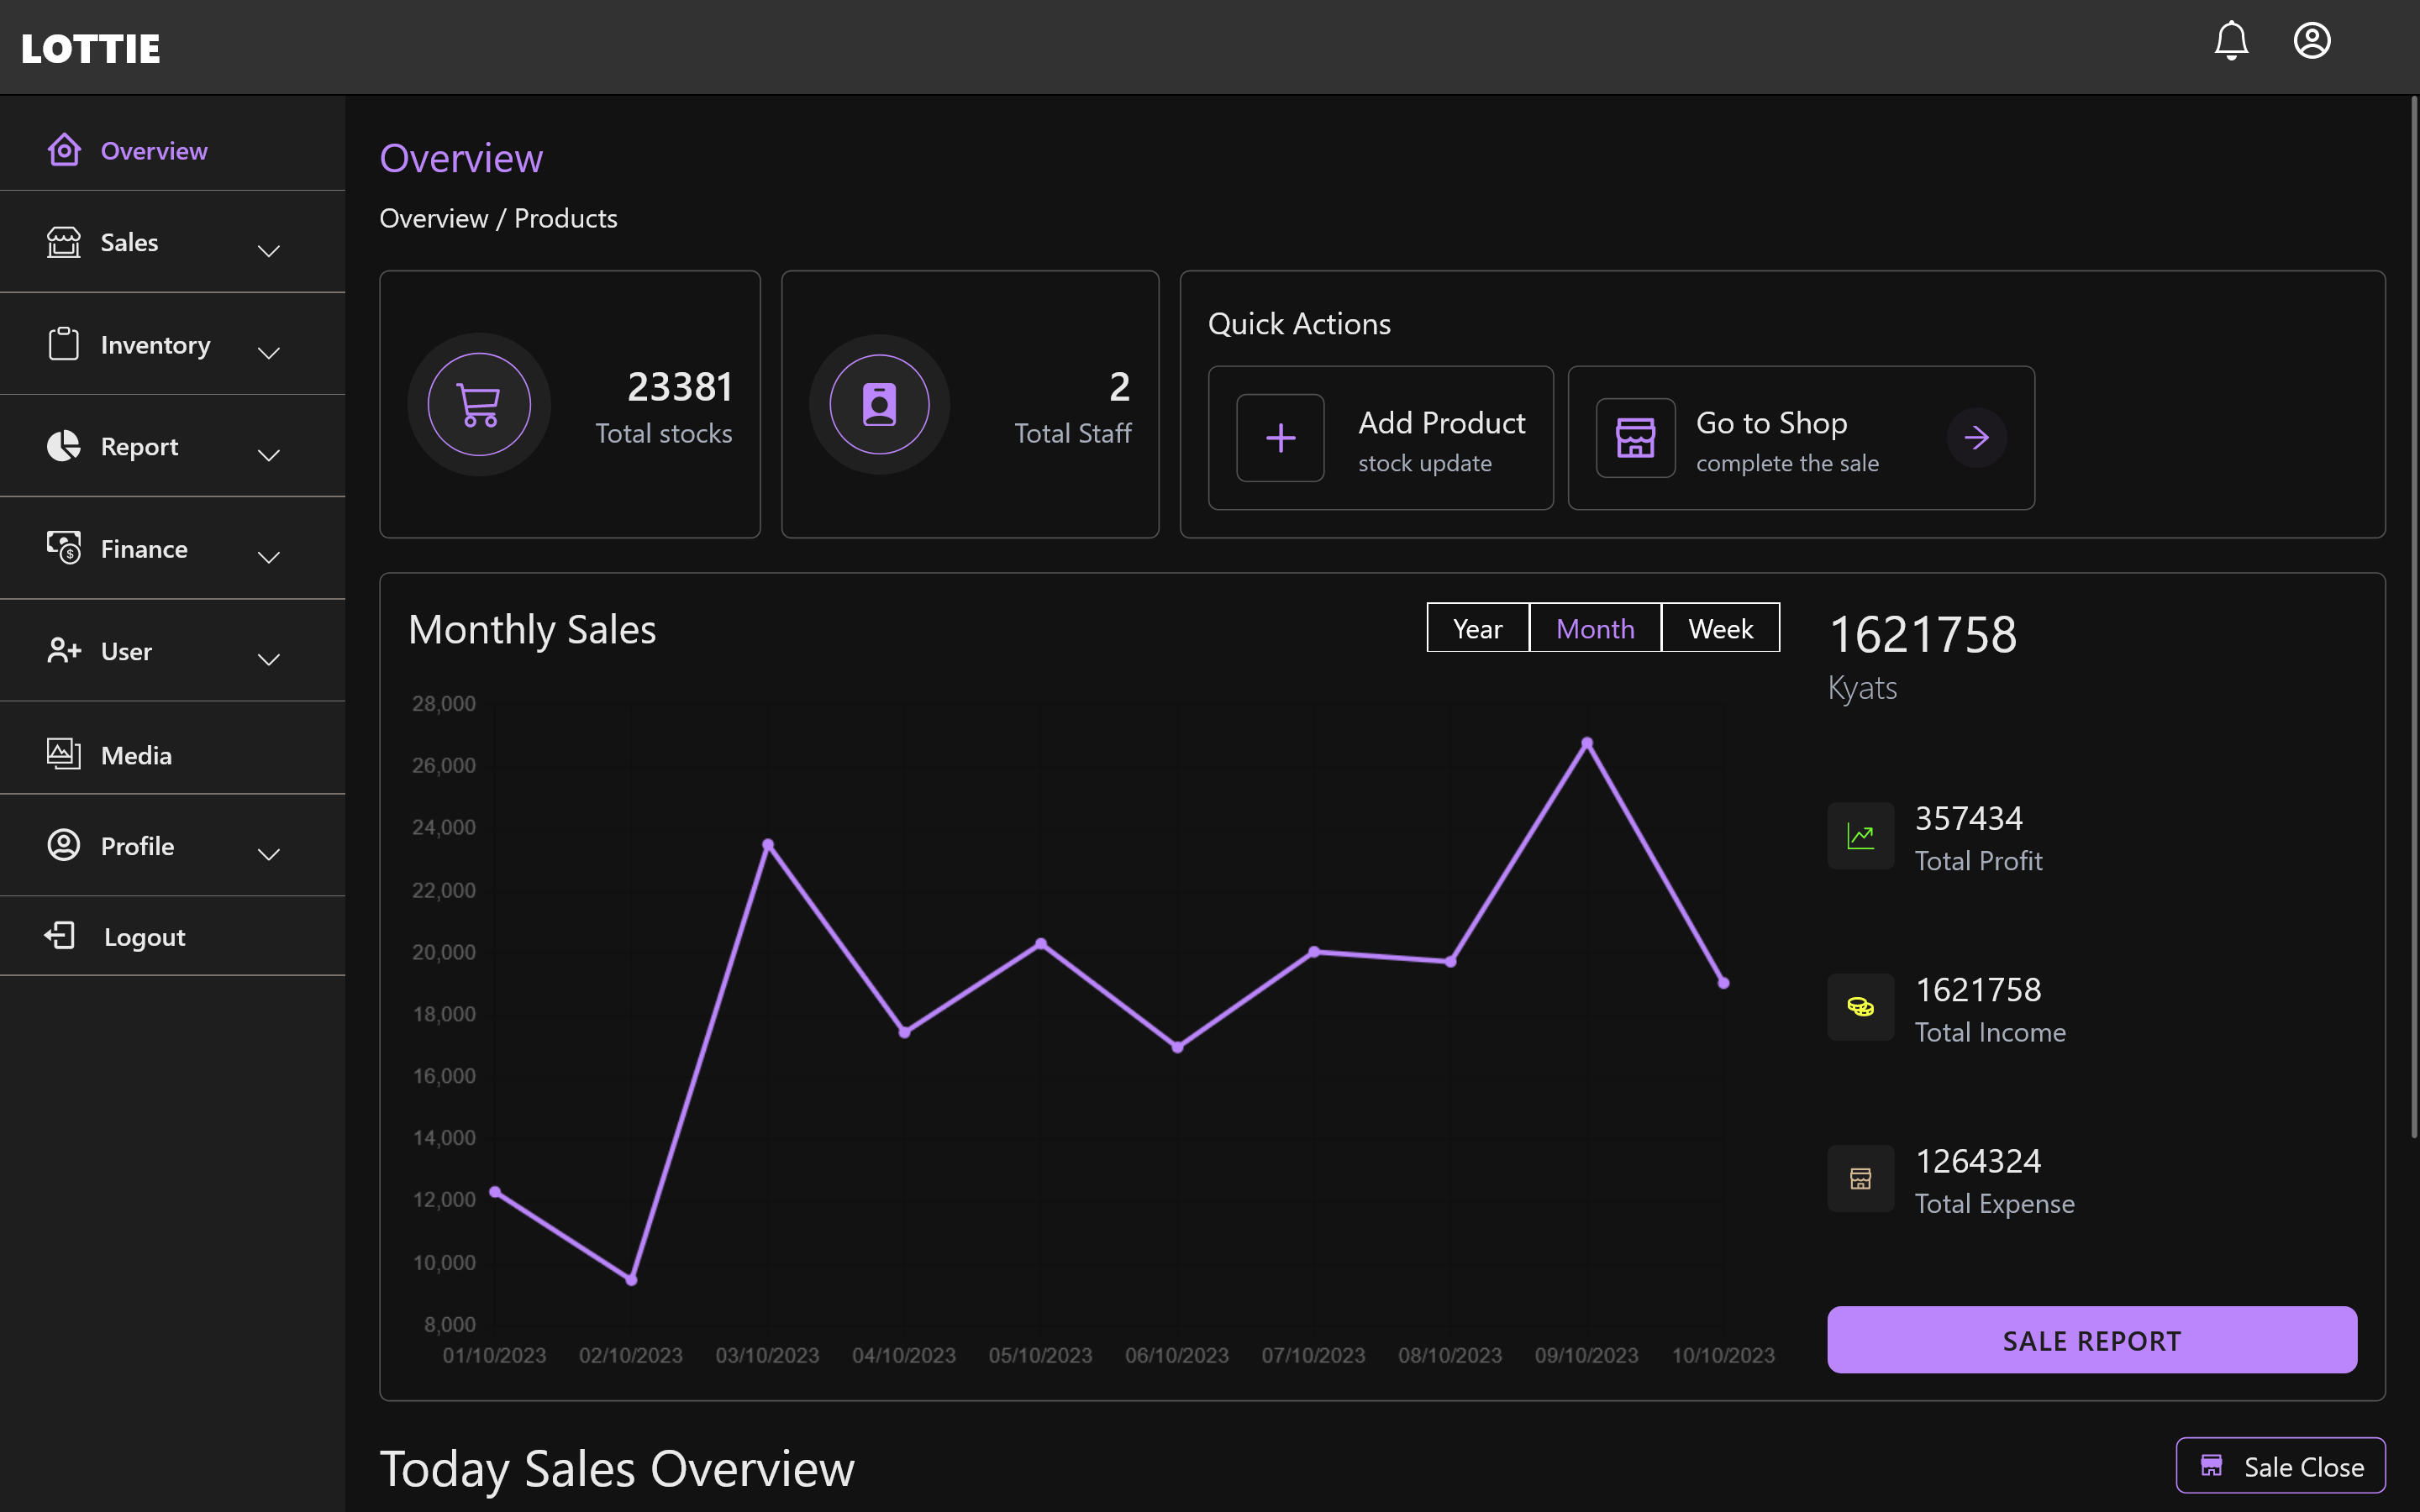 LOTTIE
Overview
Sales
Inventory
Report
Finance
User
Media
Profile
Logout
Overview
Overview / Products
23381
Total stocks
2
Total Staff
Quick Actions
Add Product
stock update
Go to Shop
complete the sale
Monthly Sales
Year Month Week
28,000
26,000
24,000
22,000
20,000
18,000
16,000
14,000
12,000
10,000
8,000
01/10/2023 02/10/2023 03/10/2023 04/10/2023 05/10/2023 06/10/2023 07/10/2023 08/10/2023 09/10/2023 10/10/2023
1621758
Kyats
357434
Total Profit
1621758
Total Income
1264324
Total Expense
SALE REPORT
Today Sales Overview
Sale Close